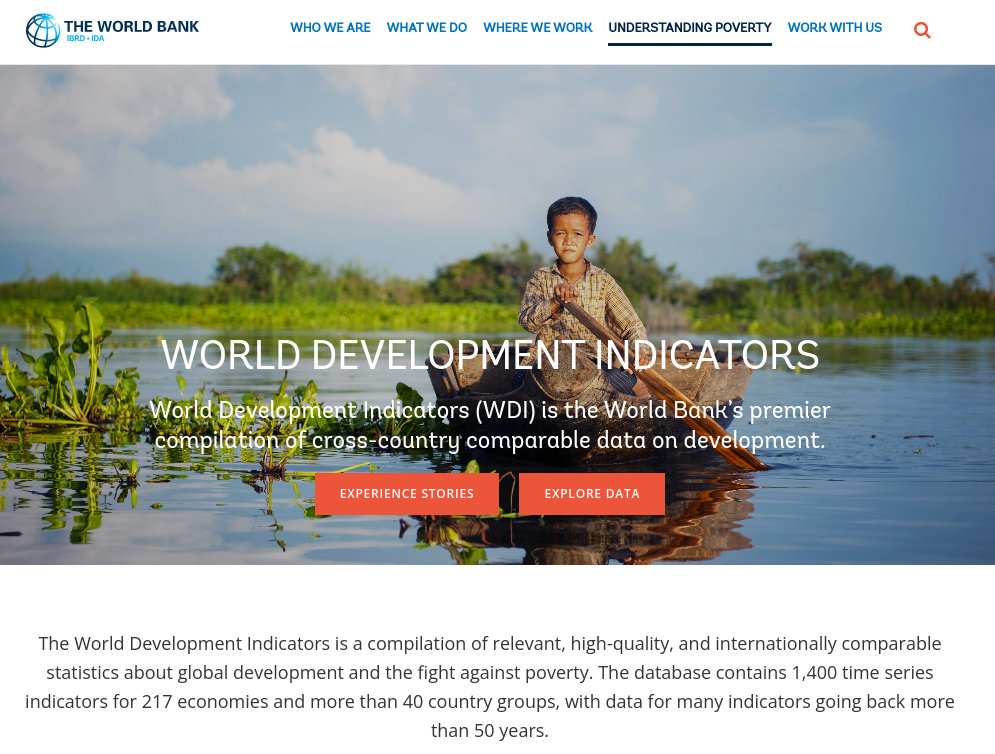 THE WORLD BANK
IBRD • IDA
WHO WE ARE
WHAT WE DO
WHERE WE WORK
UNDERSTANDING POVERTY
WORK WITH US
WORLD DEVELOPMENT INDICATORS
World Development Indicators (WDI) is the World Bank’s premier
compilation of cross-country comparable data on development.
EXPERIENCE STORIES
EXPLORE DATA
The World Development Indicators is a compilation of relevant, high-quality, and internationally comparable
statistics about global development and the fight against poverty. The database contains 1,400 time series
indicators for 217 economies and more than 40 country groups, with data for many indicators going back more
than 50 years.